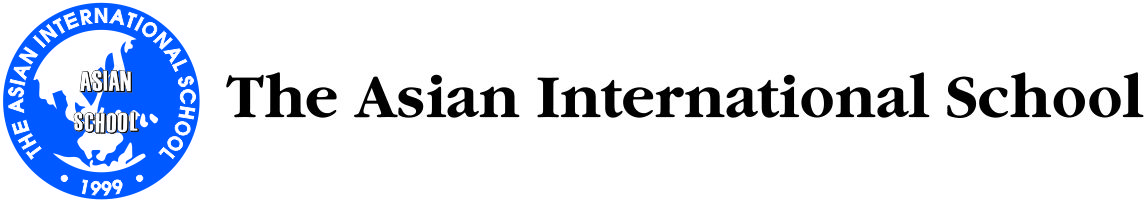 THE ASIAN INTERNATIONAL SCHOOL
ASIAN
SCHOOL
• 1999 •
The Asian International School